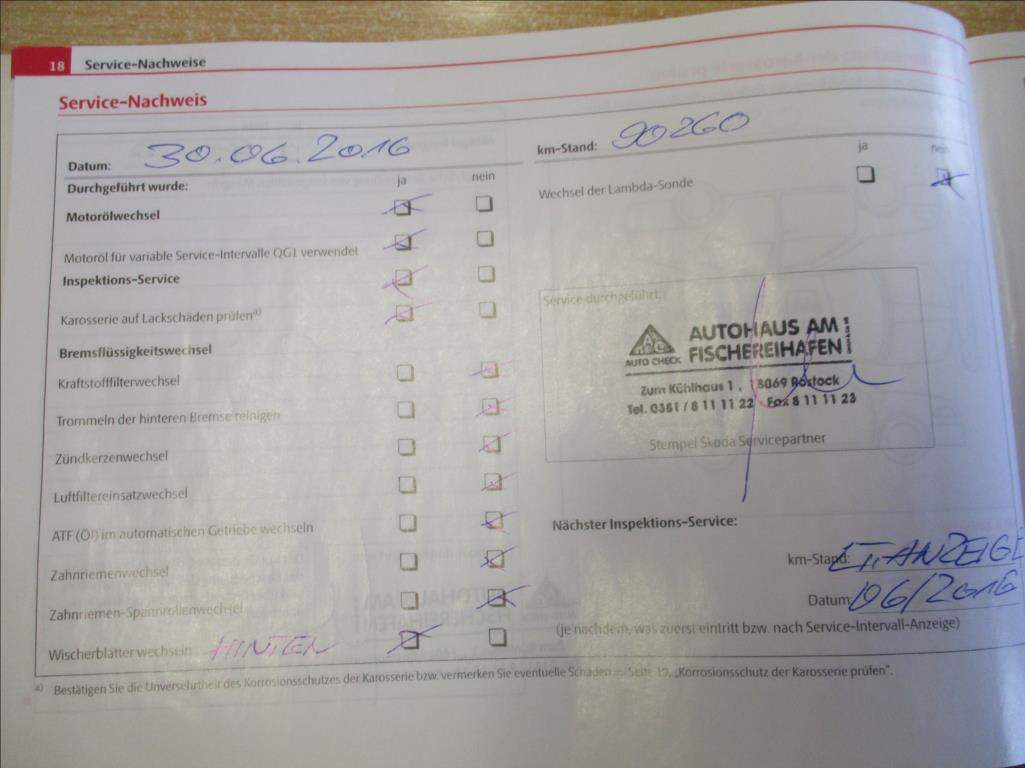 18 Service-Nachweise
Service-Nachweis
Datum: 30.06.2016
km-Stand: 90260
Durchgeführt wurde: ja nein
ja nein
Motorölwechsel
Wechsel der Lambda-Sonde
Motoröl für variable Service-Intervalle QG1 verwendet
Inspektions-Service
Karosserie auf Lackschäden prüfen a)
Bremsflüssigkeitswechsel
Kraftstofffilterwechsel
Trommeln der hinteren Bremse reinigen
Zündkerzenwechsel
Luftfiltereinsatzwechsel
ATF (Öl) im automatischen Getriebe wechseln
Zahnriemenwechsel
Zahnriemen-Spannrollenwechsel
Wischerblätter wechseln HINTEN
Service durchgeführt:
AUTOHAUS AM
FISCHEREIHAFEN
AUTO CHECK
Zum Kühlhaus 1 , 18069 Rostock
Tel. 0381 / 8 11 11 22 · Fax 8 11 11 23
Stempel Škoda Servicepartner
Nächster Inspektions-Service:
km-Stand: LT. ANZEIGE
Datum: 06/2016
(je nachdem, was zuerst eintritt bzw. nach Service-Intervall-Anzeige)
a) Bestätigen Sie die Unversehrtheit des Korrosionsschutzes der Karosserie bzw. vermerken Sie eventuelle Schäden ⇒ Seite 19, „Korrosionsschutz der Karosserie prüfen".